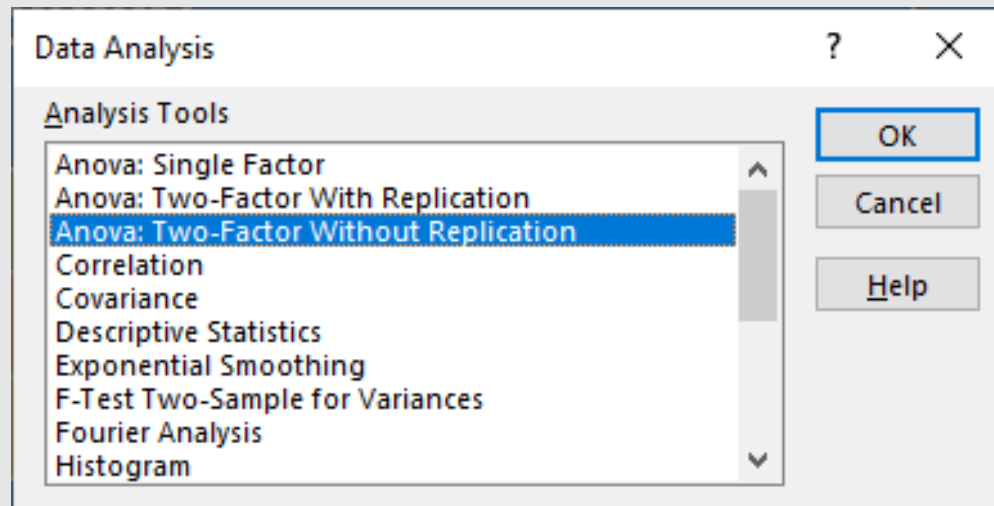 Data Analysis
?
Analysis Tools
Anova: Single Factor
Anova: Two-Factor With Replication
Anova: Two-Factor Without Replication
Correlation
Covariance
Descriptive Statistics
Exponential Smoothing
F-Test Two-Sample for Variances
Fourier Analysis
Histogram
OK
Cancel
Help